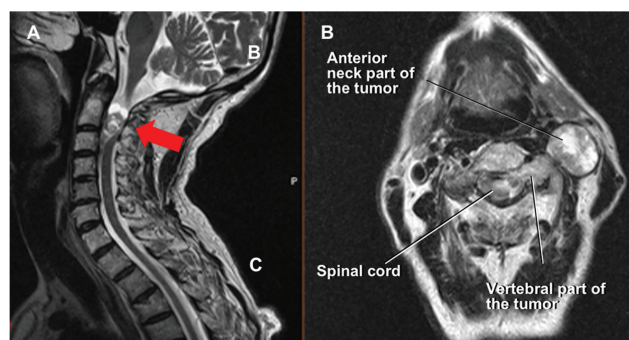 A
B
C
P
B
Anterior
neck part of
the tumor
Spinal cord
Vertebral part of
the tumor